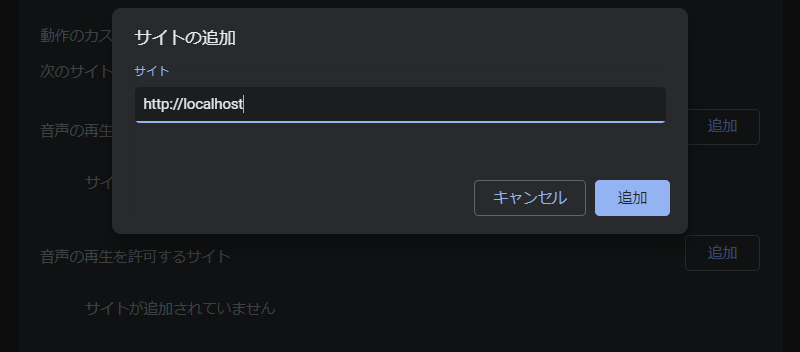 サイトの追加
サイト
http://localhost
キャンセル
追加
動作のカス
次のサイト
音声の再生
追加
サイ
音声の再生を許可するサイト
追加
サイトが追加されていません